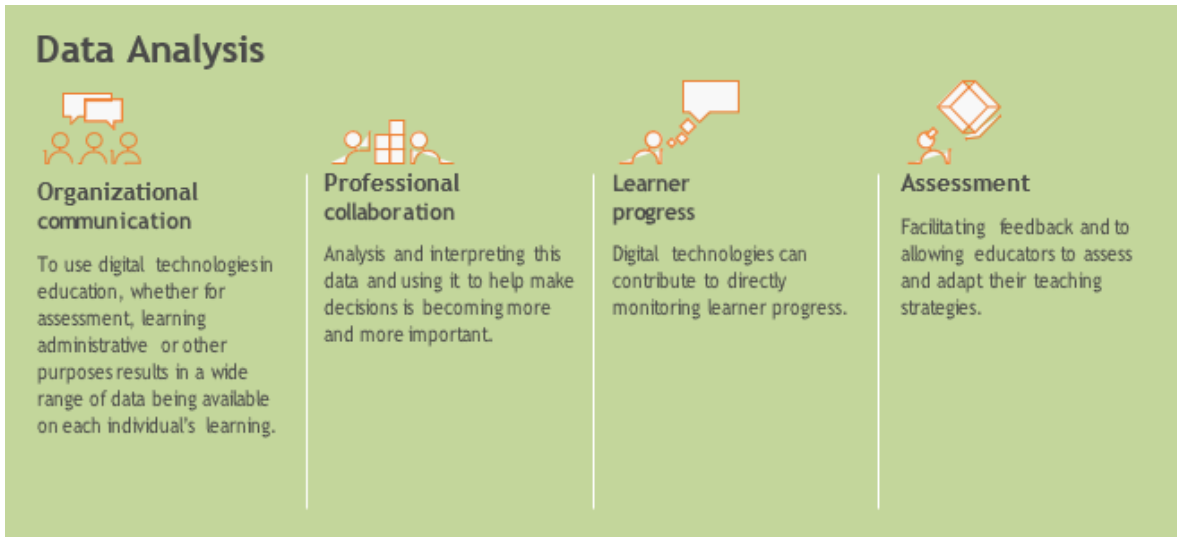 Data Analysis
Organizational
communication
To use digital technologies in
education, whether for
assessment, learning
administrative or other
purposes results in a wide
range of data being available
on each individual's learning.
Professional
collaboration
Analysis and interpreting this
data and using it to help make
decisions is becoming more
and more important.
Learner
progress
Digital technologies can
contribute to directly
monitoring learner progress.
Assessment
Facilitating feedback and to
allowing educators to assess
and adapt their teaching
strategies.